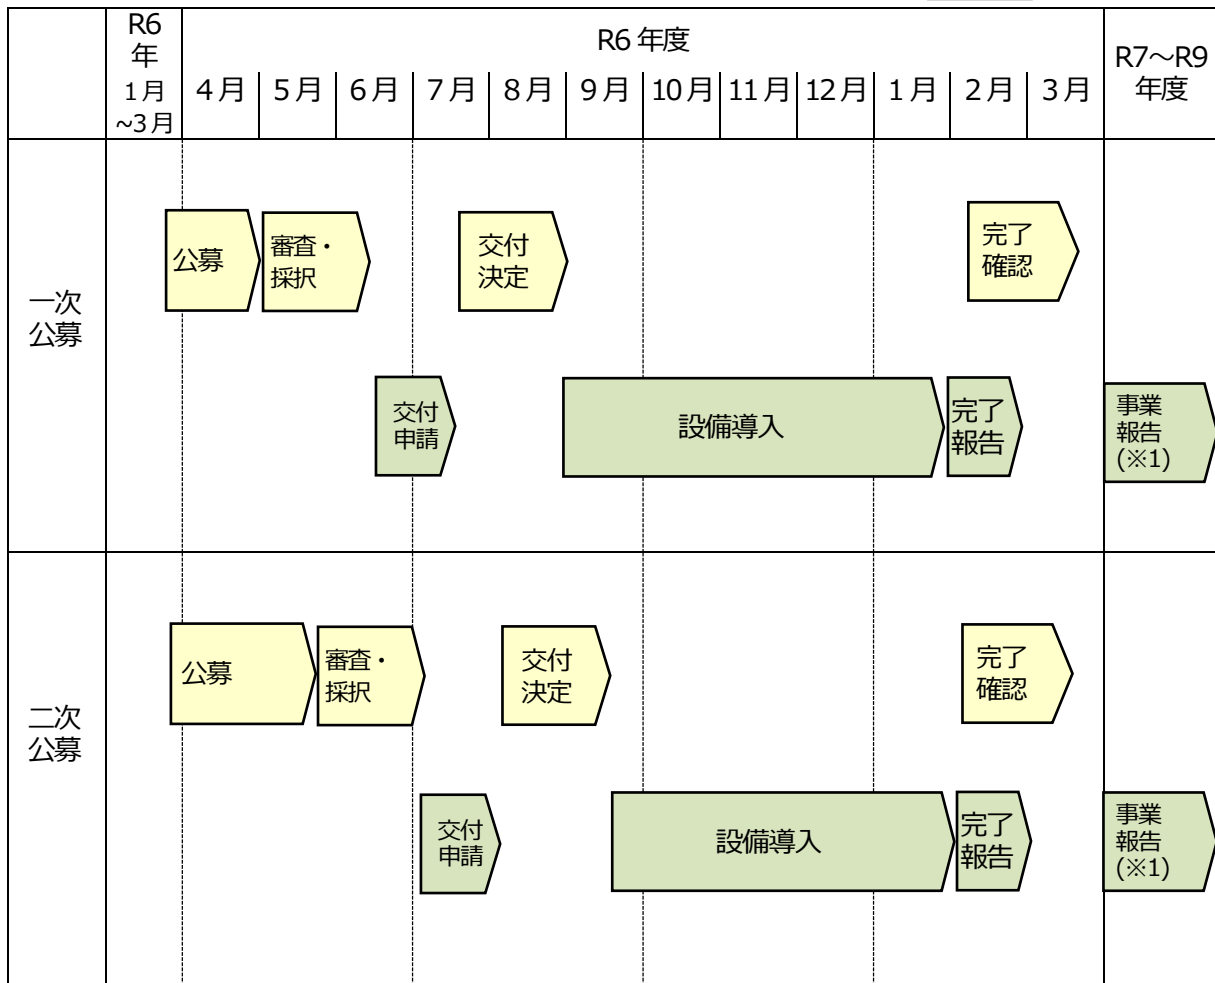 R6
年
1月
~3月
R6 年度
R7～R9
年度
4月 5月 6月 7月 8月 9月 10月 11月 12月 1月 2月 3月
一次
公募
公募
審査・
採択
交付
決定
完了
確認
交付
申請
設備導入
完了
報告
事業
報告
(※1)
二次
公募
公募
審査・
採択
交付
決定
完了
確認
交付
申請
設備導入
完了
報告
事業
報告
(※1)